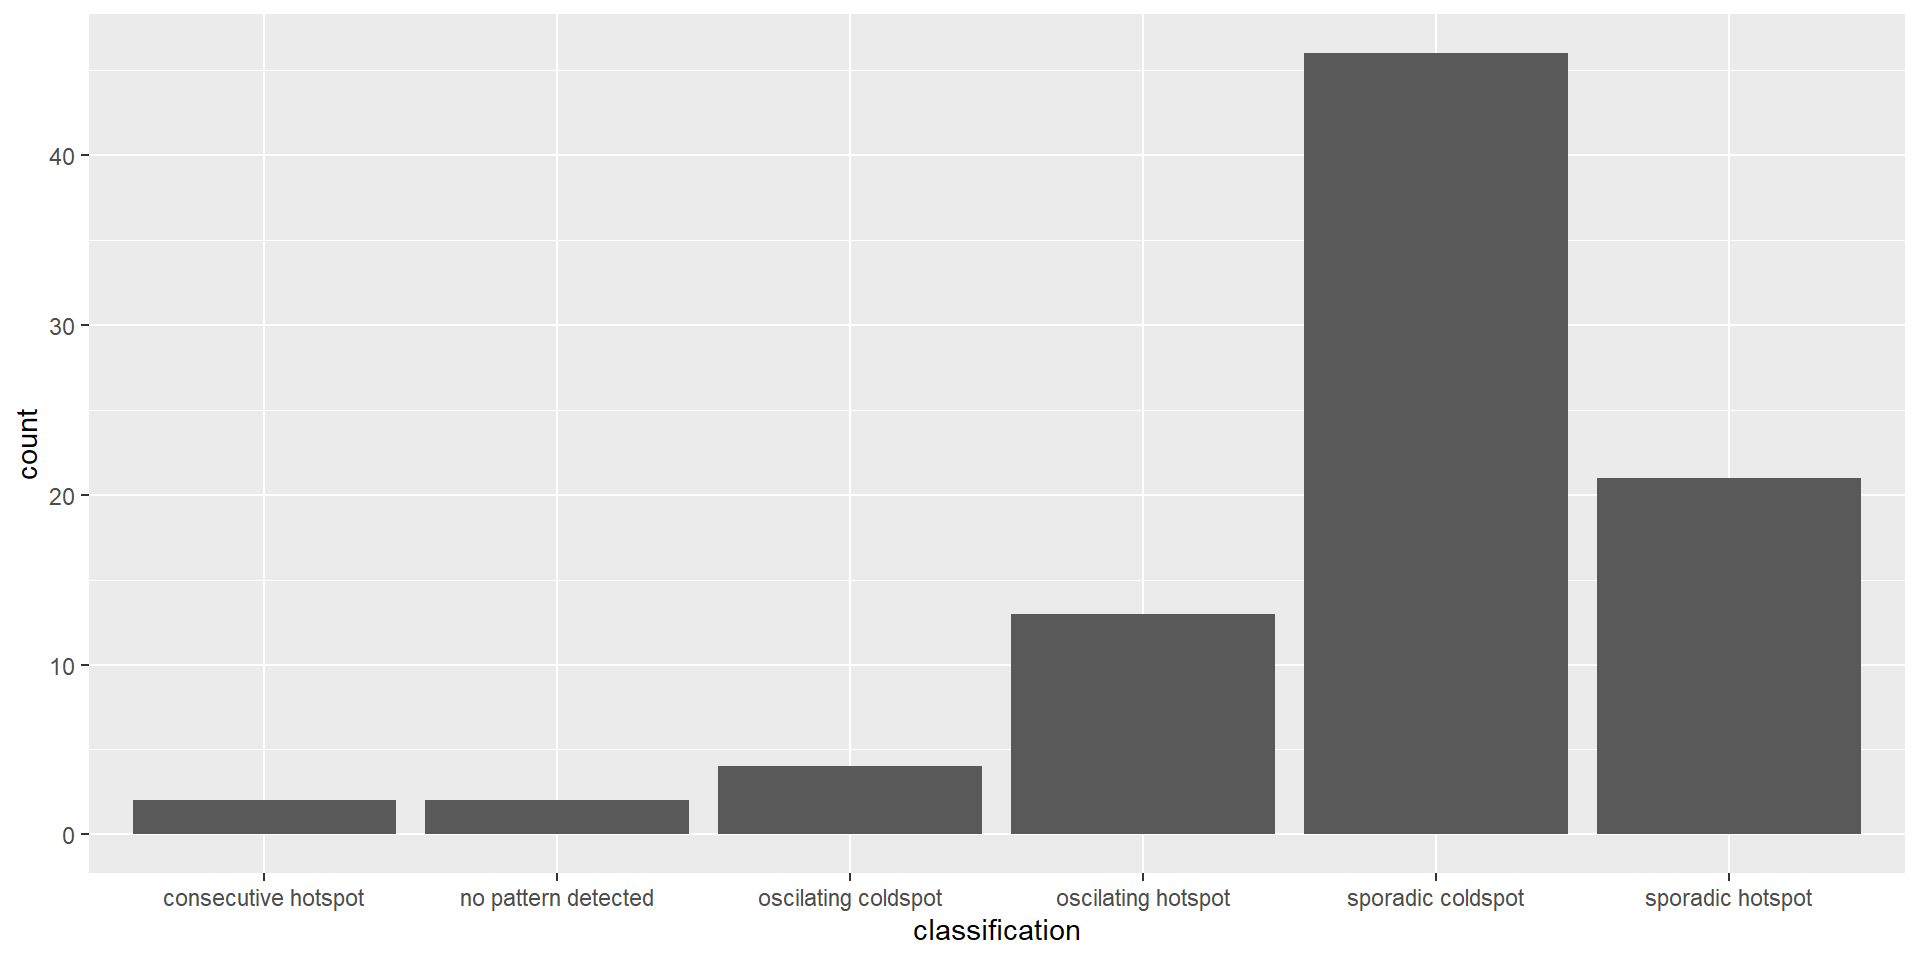 count
40
30
20
10
0
consecutive hotspot
no pattern detected
oscilating coldspot
oscilating hotspot
sporadic coldspot
sporadic hotspot
classification